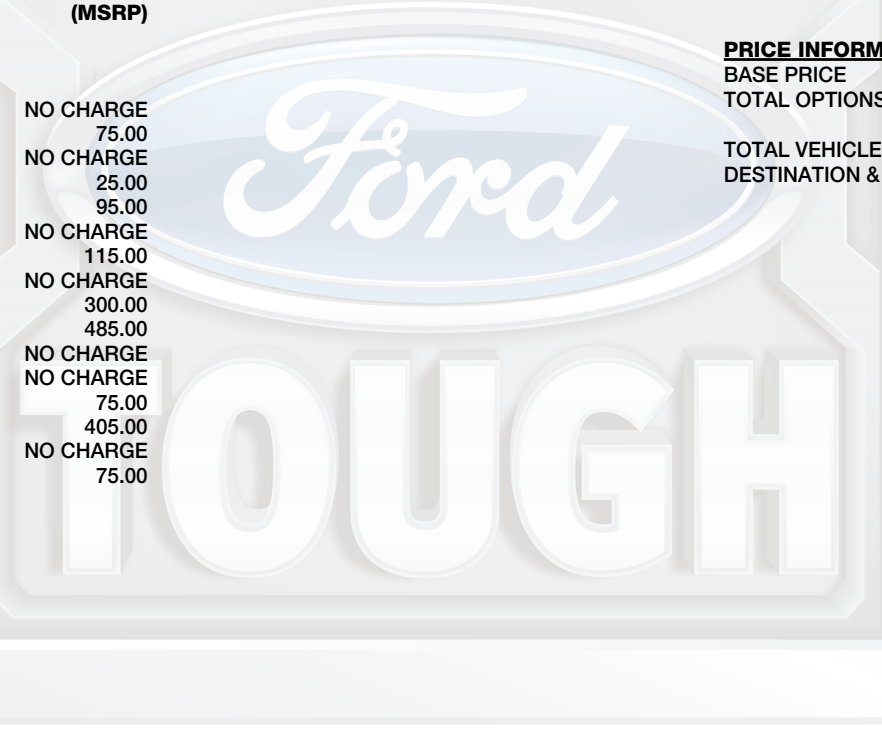 (MSRP)
NO CHARGE
75.00
NO CHARGE
25.00
95.00
NO CHARGE
115.00
NO CHARGE
300.00
485.00
NO CHARGE
NO CHARGE
75.00
405.00
NO CHARGE
75.00
PRICE INFORM
BASE PRICE
TOTAL OPTIONS
TOTAL VEHICLE
DESTINATION &
Ford
TOUGH